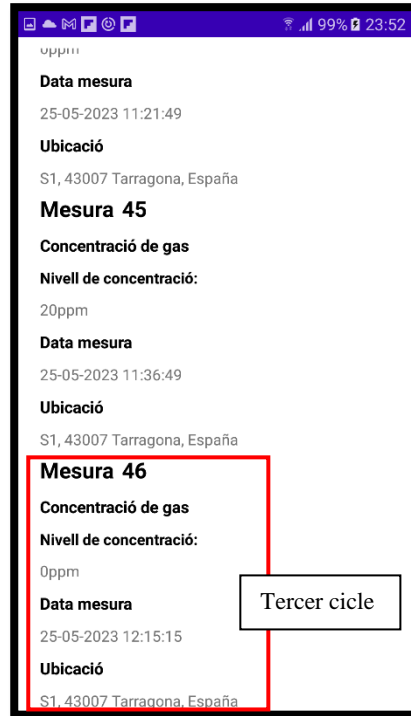 99% 23:52
0ppm
Data mesura
25-05-2023 11:21:49
Ubicació
S1, 43007 Tarragona, España
Mesura 45
Concentració de gas
Nivell de concentració:
20ppm
Data mesura
25-05-2023 11:36:49
Ubicació
S1, 43007 Tarragona, España
Mesura 46
Concentració de gas
Nivell de concentració:
0ppm
Tercer cicle
Data mesura
25-05-2023 12:15:15
Ubicació
S1, 43007 Tarragona, España